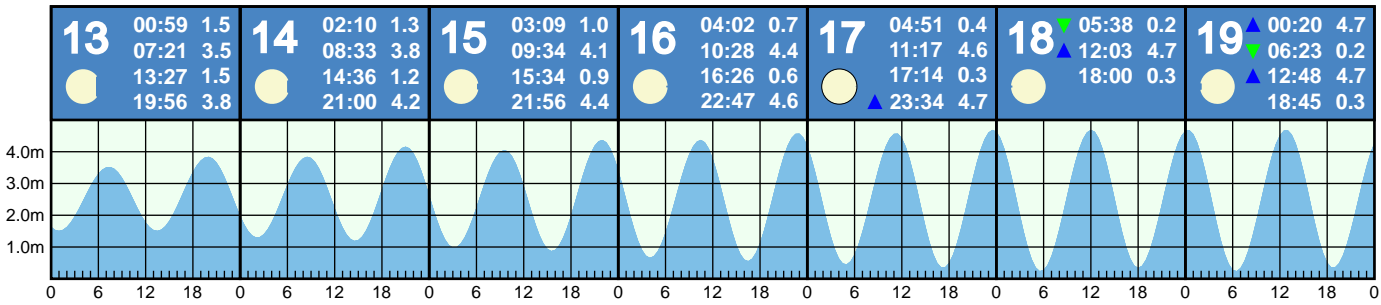 13
00:59 1.5
07:21 3.5
13:27 1.5
19:56 3.8
14
02:10 1.3
08:33 3.8
14:36 1.2
21:00 4.2
15
03:09 1.0
09:34 4.1
15:34 0.9
21:56 4.4
16
04:02 0.7
10:28 4.4
16:26 0.6
22:47 4.6
17
04:51 0.4
11:17 4.6
17:14 0.3
▲ 23:34 4.7
18
▼ 05:38 0.2
▲ 12:03 4.7
18:00 0.3
19
▲ 00:20 4.7
▼ 06:23 0.2
▲ 12:48 4.7
18:45 0.3
4.0m
3.0m
2.0m
1.0m
0 6 12 18 0 6 12 18 0 6 12 18 0 6 12 18 0 6 12 18 0 6 12 18 0 6 12 18 0